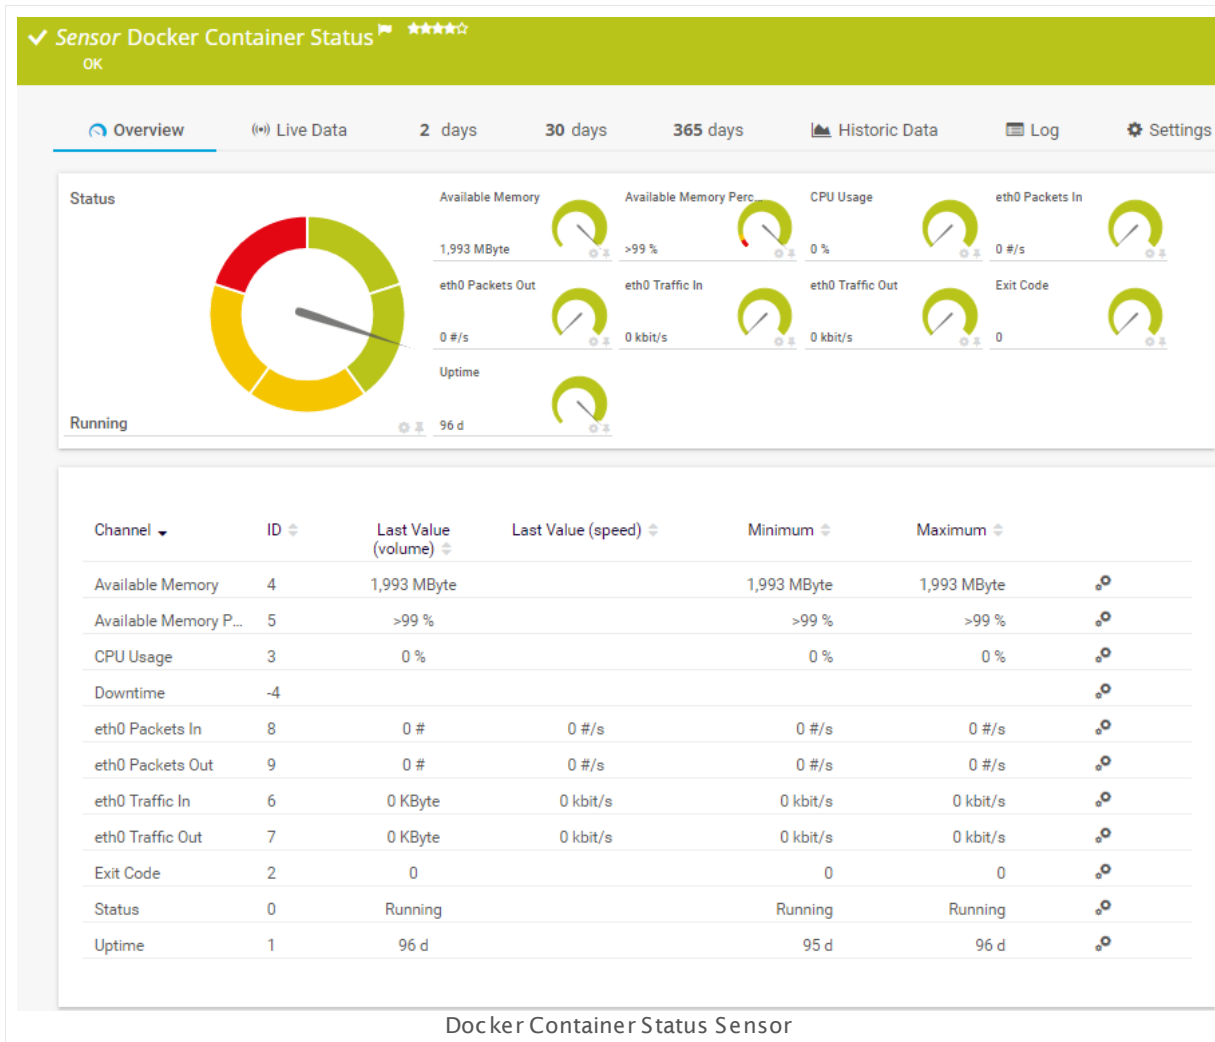 Sensor Docker Container Status
OK
Overview Live Data 2 days 30 days 365 days Historic Data Log Settings
Status
Running
Available Memory
1,993 MByte
Available Memory Perc...
>99 %
CPU Usage
0 %
eth0 Packets In
0 #/s
eth0 Packets Out
0 #/s
eth0 Traffic In
0 kbit/s
eth0 Traffic Out
0 kbit/s
Exit Code
0
Uptime
96 d
Channel ID Last Value (volume) Last Value (speed) Minimum Maximum
Available Memory 4 1,993 MByte 1,993 MByte 1,993 MByte
Available Memory P... 5 >99 % >99 % >99 %
CPU Usage 3 0 % 0 % 0 %
Downtime -4
eth0 Packets In 8 0 # 0 #/s 0 #/s 0 #/s
eth0 Packets Out 9 0 # 0 #/s 0 #/s 0 #/s
eth0 Traffic In 6 0 KByte 0 kbit/s 0 kbit/s 0 kbit/s
eth0 Traffic Out 7 0 KByte 0 kbit/s 0 kbit/s 0 kbit/s
Exit Code 2 0 0 0
Status 0 Running Running Running
Uptime 1 96 d 95 d 96 d
Docker Container Status Sensor